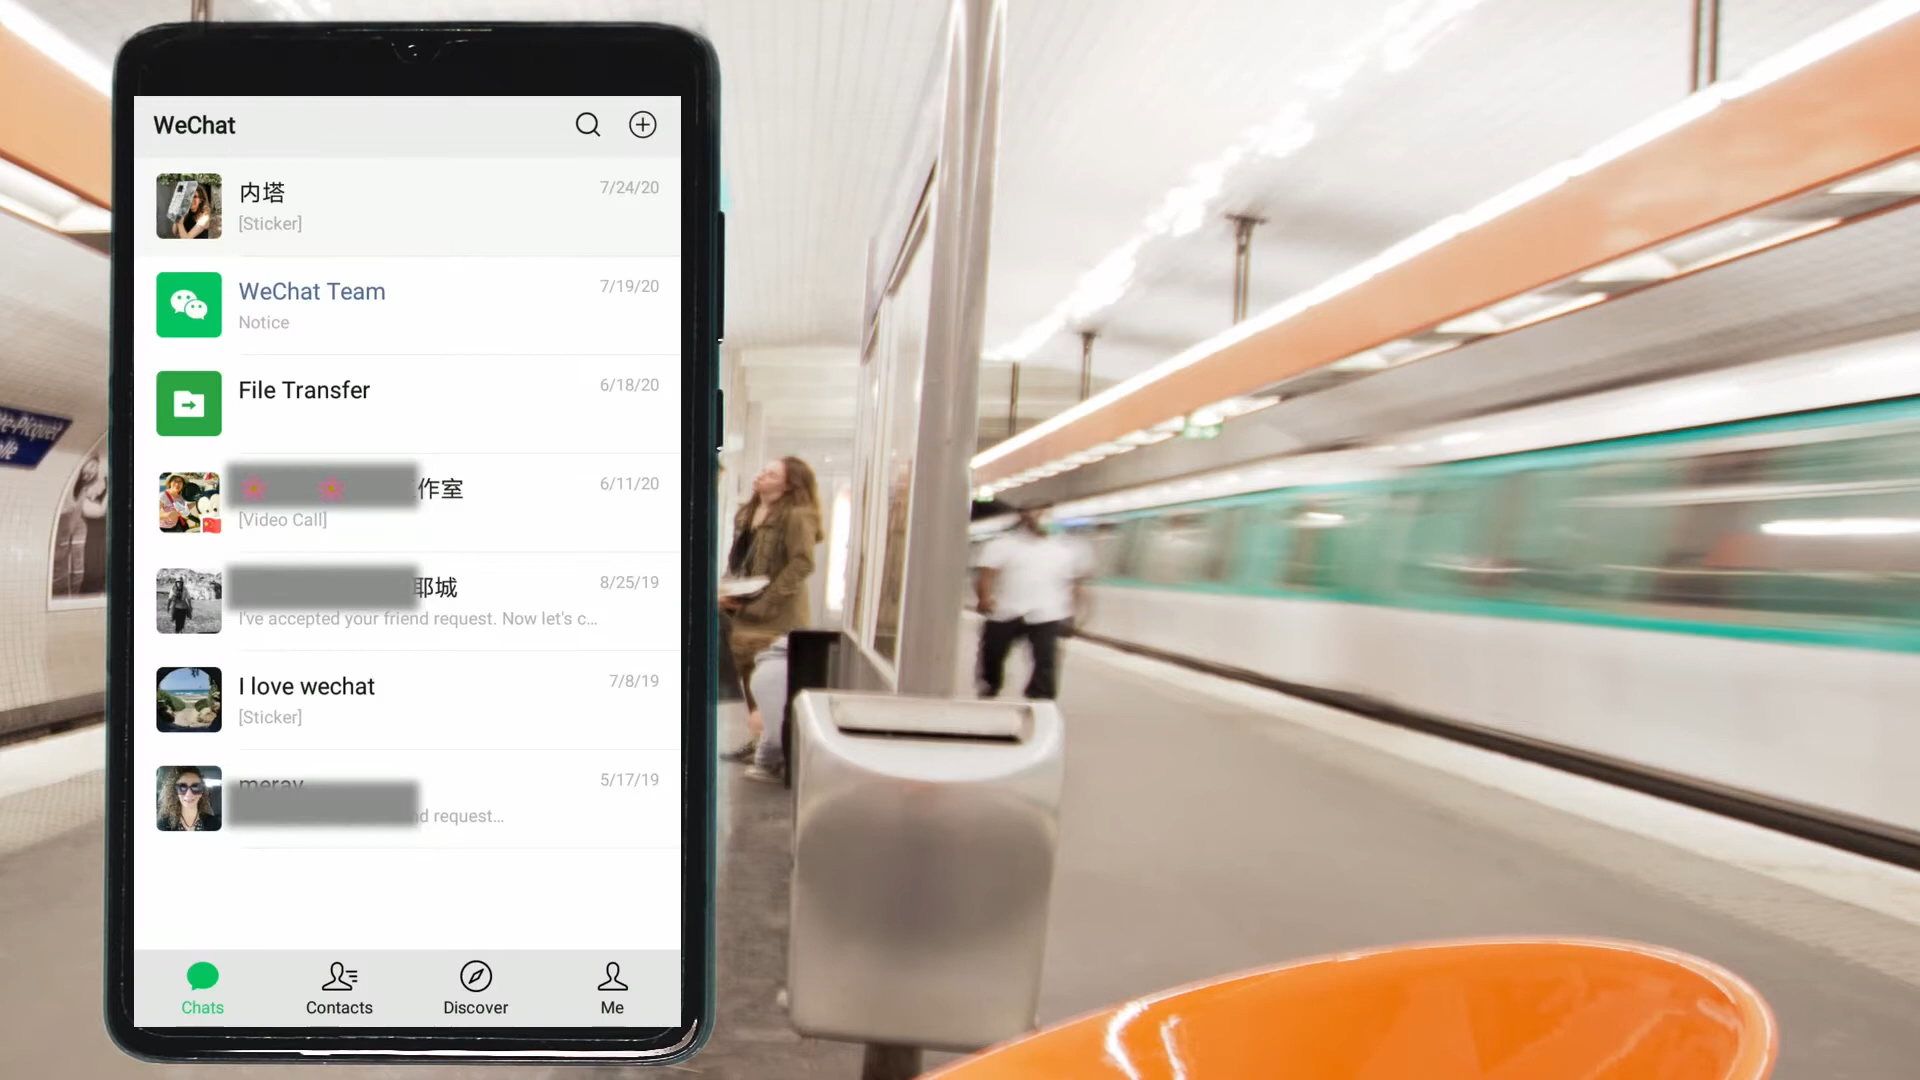 WeChat
内塔
7/24/20
[Sticker]
WeChat Team
7/19/20
Notice
File Transfer
6/18/20
作室
6/11/20
[Video Call]
耶城
8/25/19
I've accepted your friend request. Now let's c...
I love wechat
7/8/19
[Sticker]
5/17/19
request...
Chats
Contacts
Discover
Me